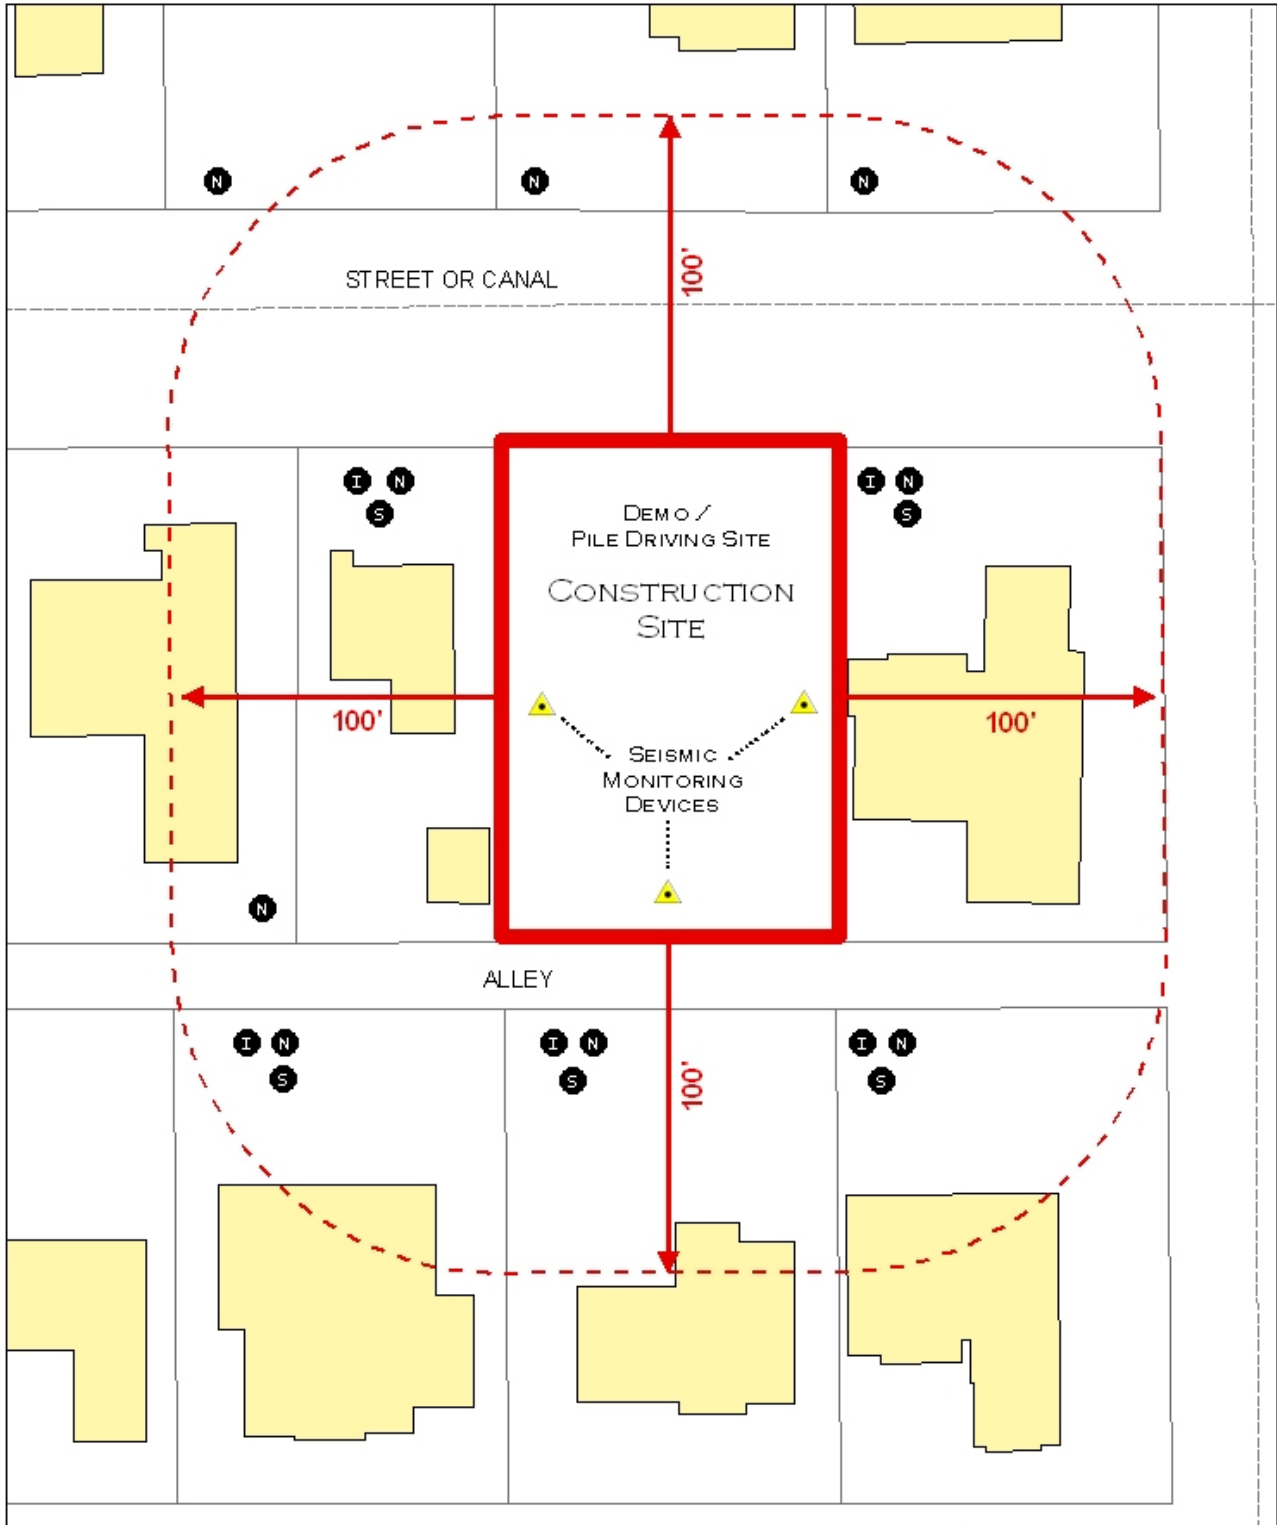 N
N
N
STREET OR CANAL
100'
I N
S
DEMO /
PILE DRIVING SITE
CONSTRUCTION
SITE
I N
S
100'
100'
SEISMIC
MONITORING
DEVICES
N
ALLEY
I N
S
I N
S
100'
I N
S